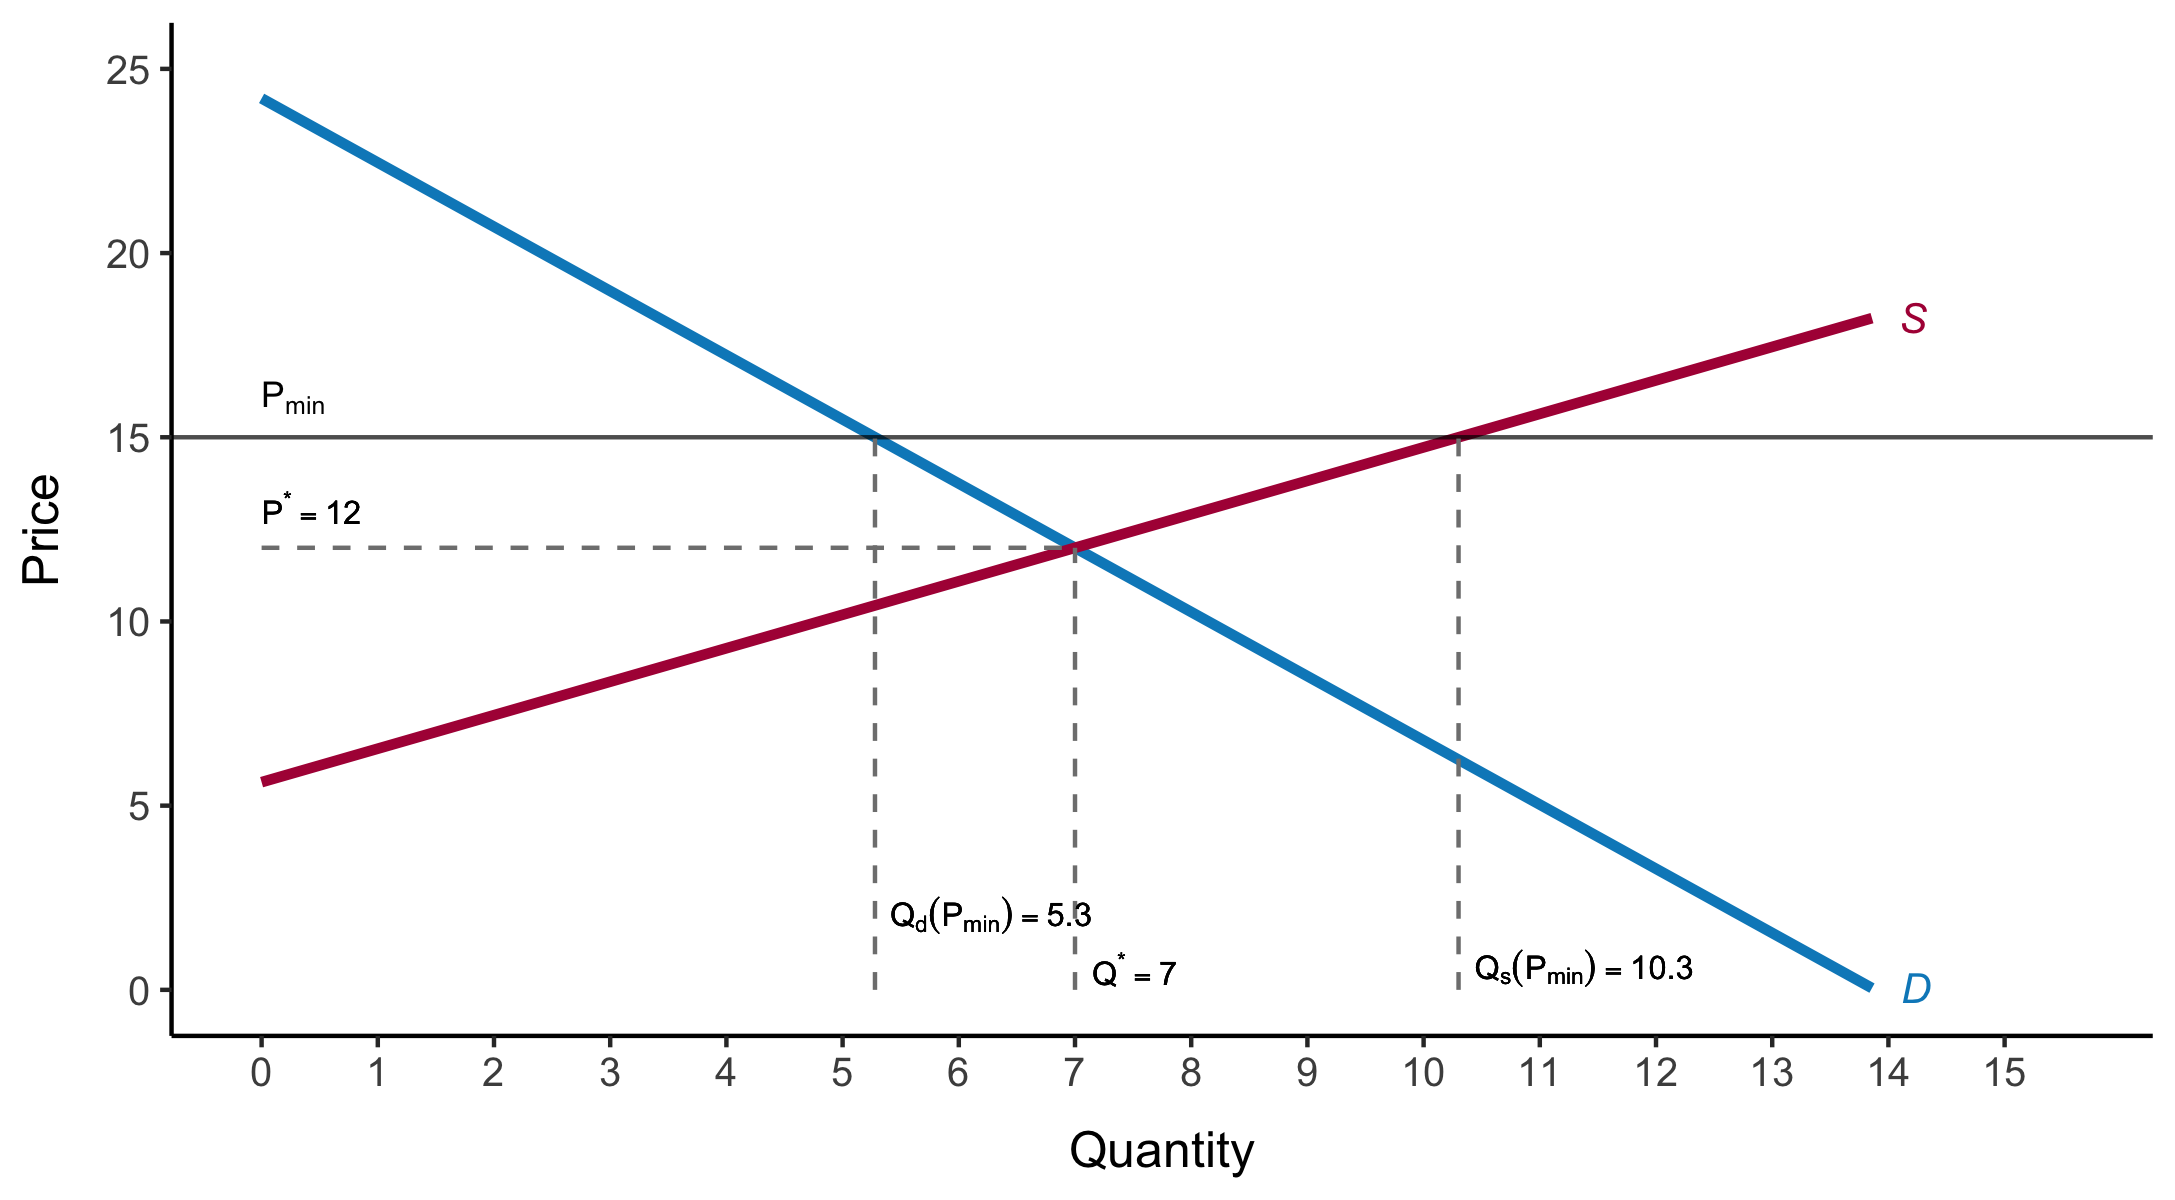 25
20
15
10
5
0
Price
S
P_min
P* = 12
Q_d(P_min) = 5.3
Q* = 7
Q_s(P_min) = 10.3
D
0 1 2 3 4 5 6 7 8 9 10 11 12 13 14 15
Quantity